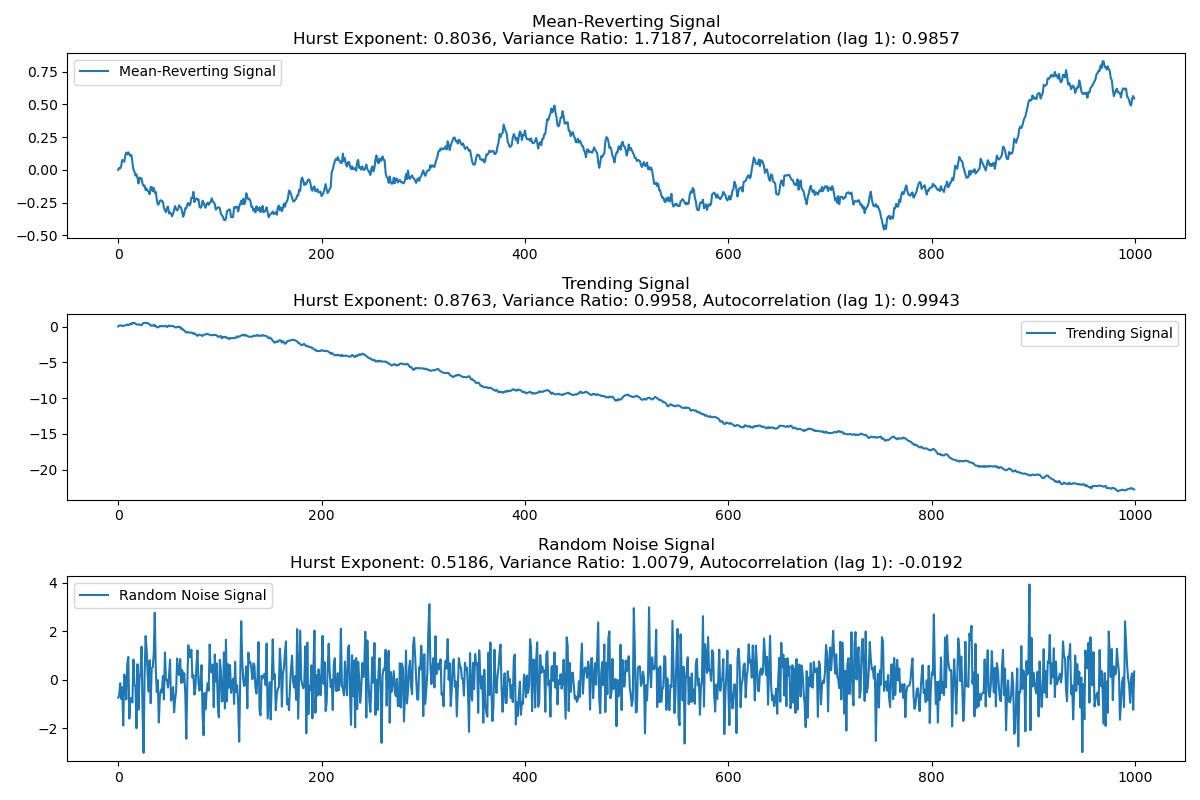 Mean-Reverting Signal
Hurst Exponent: 0.8036, Variance Ratio: 1.7187, Autocorrelation (lag 1): 0.9857
Mean-Reverting Signal
0.75
0.50
0.25
0.00
−0.25
−0.50
0 200 400 600 800 1000
Trending Signal
Hurst Exponent: 0.8763, Variance Ratio: 0.9958, Autocorrelation (lag 1): 0.9943
Trending Signal
0
−5
−10
−15
−20
0 200 400 600 800 1000
Random Noise Signal
Hurst Exponent: 0.5186, Variance Ratio: 1.0079, Autocorrelation (lag 1): -0.0192
Random Noise Signal
4
2
0
−2
0 200 400 600 800 1000